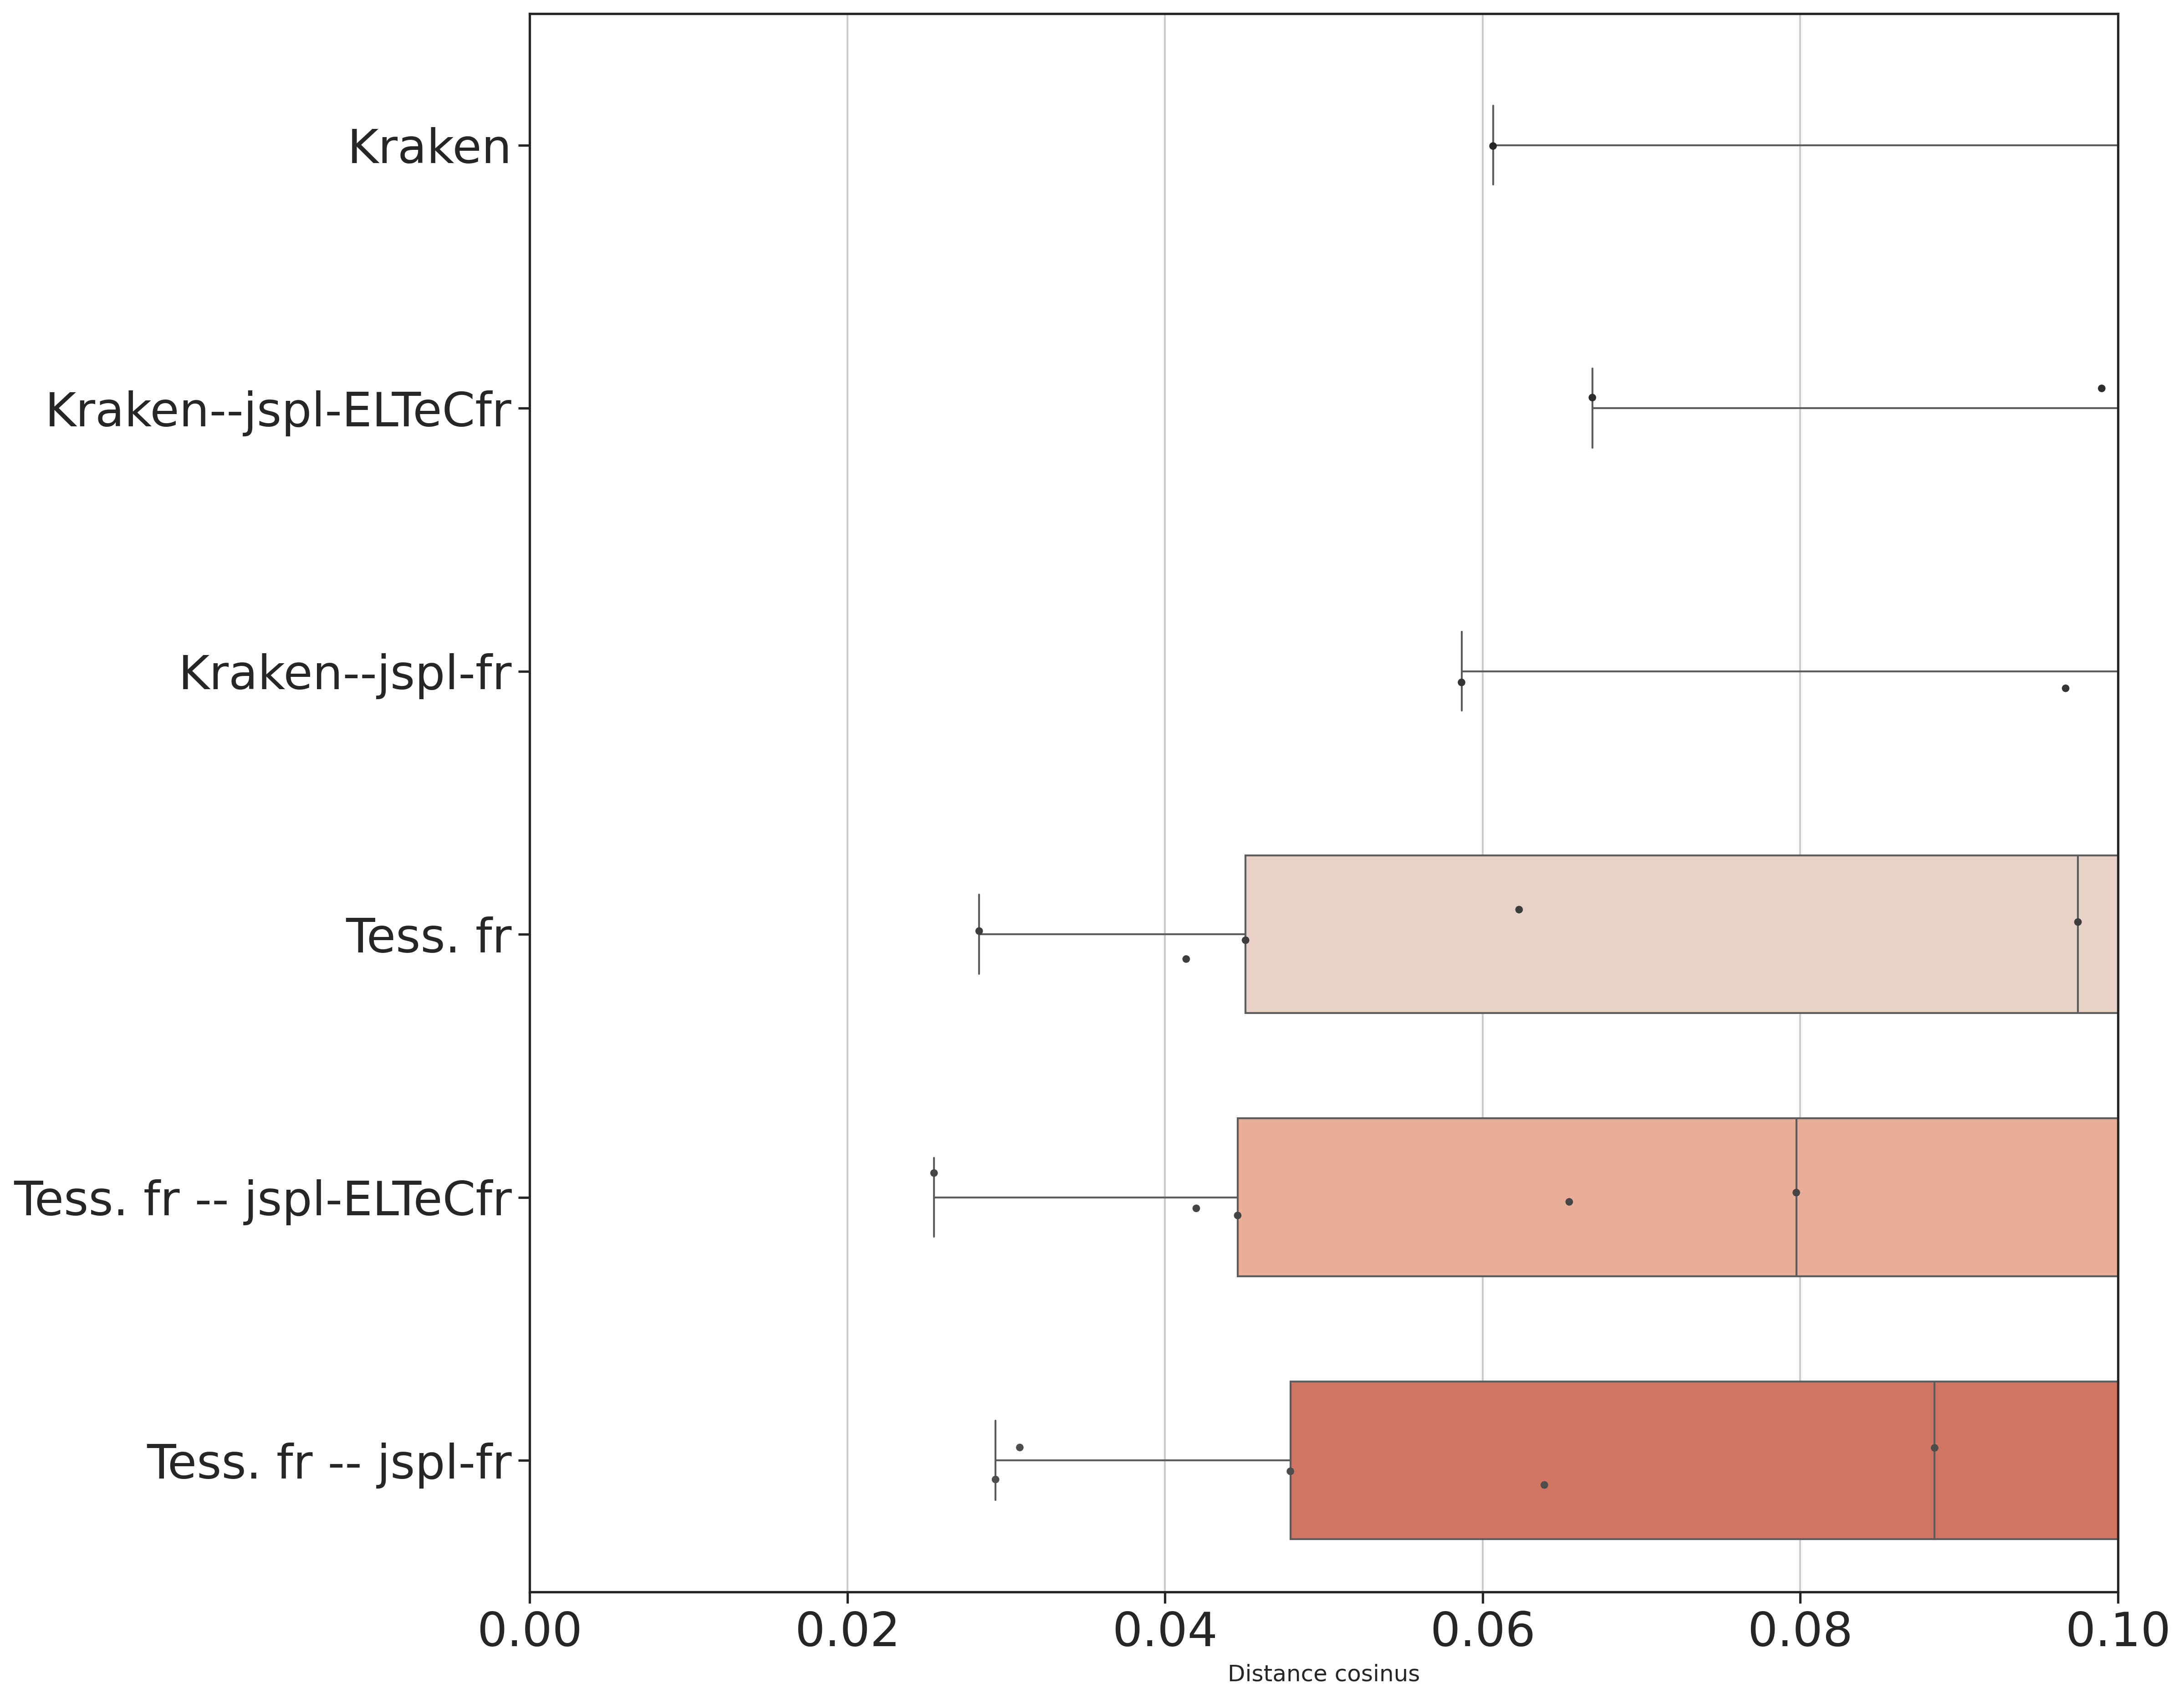 Kraken
Kraken--jspl-ELTeCfr
Kraken--jspl-fr
Tess. fr
Tess. fr -- jspl-ELTeCfr
Tess. fr -- jspl-fr
0.00 0.02 0.04 0.06 0.08 0.10
Distance cosinus